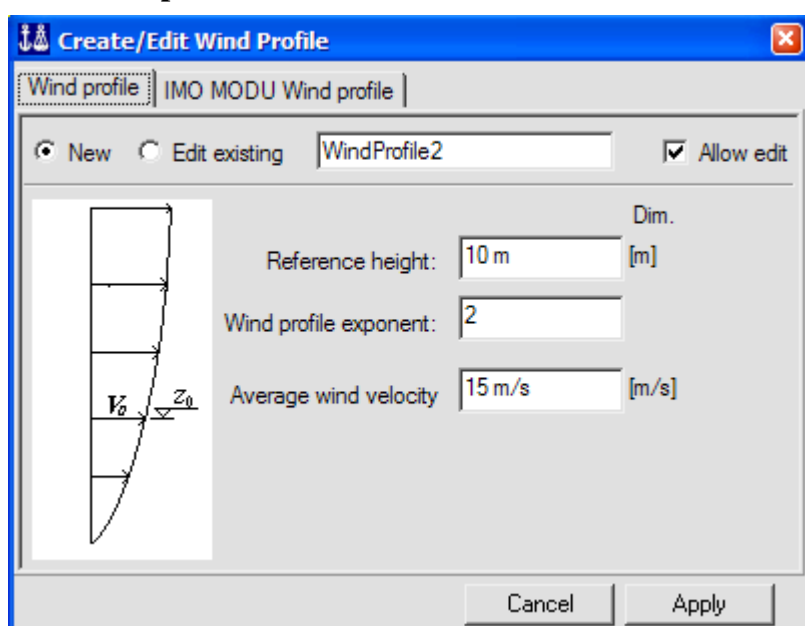 Create/Edit Wind Profile
Wind profile IMO MODU Wind profile
New Edit existing WindProfile2 Allow edit
Dim.
Reference height: 10 m [m]
Wind profile exponent: 2
Average wind velocity 15 m/s [m/s]
V₀ z₀
Cancel Apply